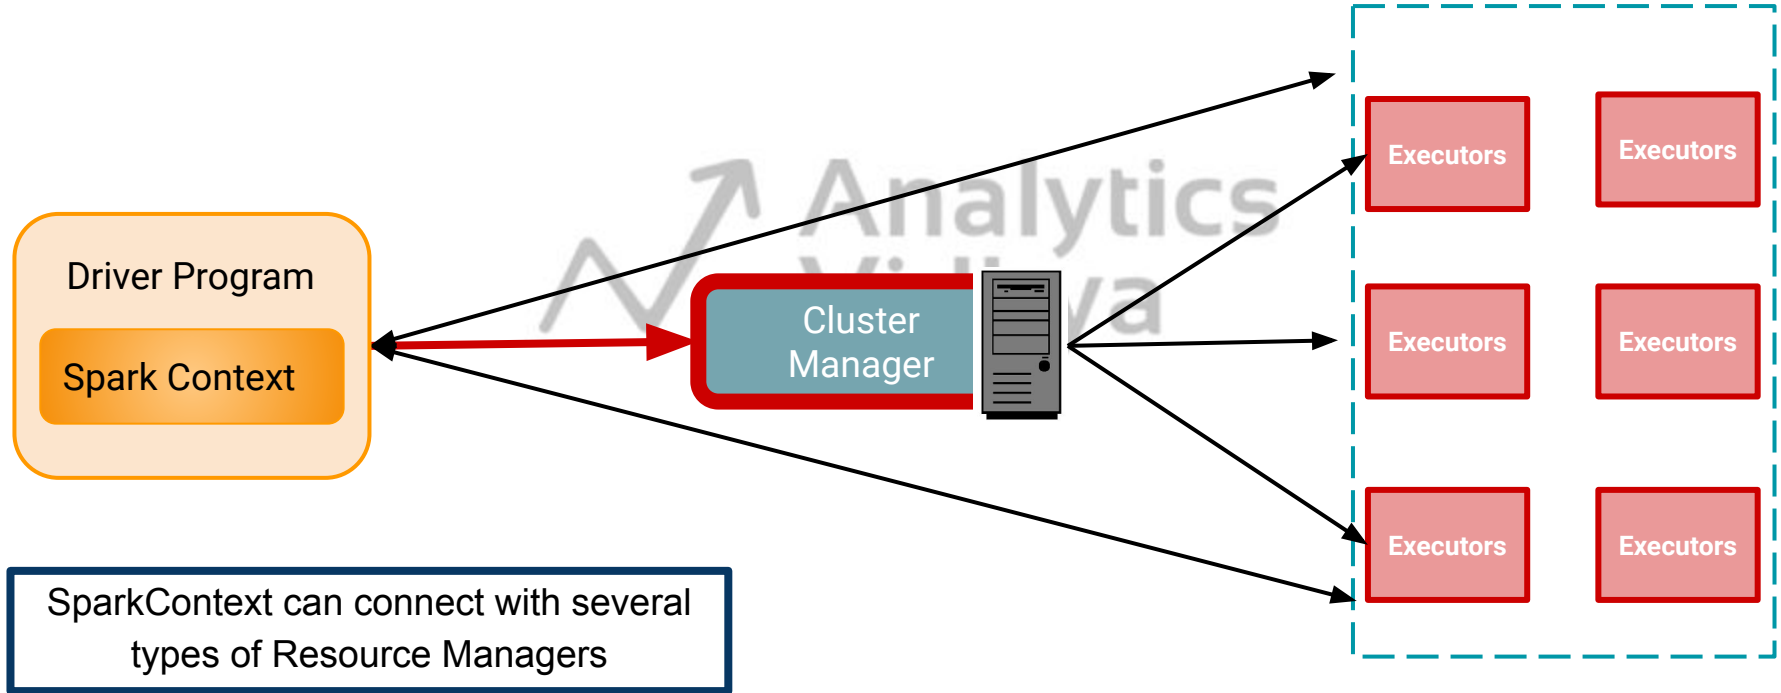 Driver Program
Spark Context
Analytics
Cluster
Manager
Executors
Executors
Executors
Executors
Executors
Executors
SparkContext can connect with several
types of Resource Managers